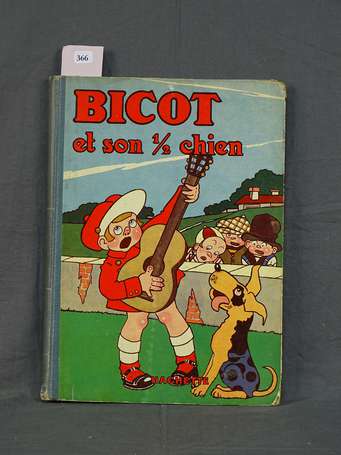 366
BICOT
et son 1/2 chien
HACHETTE